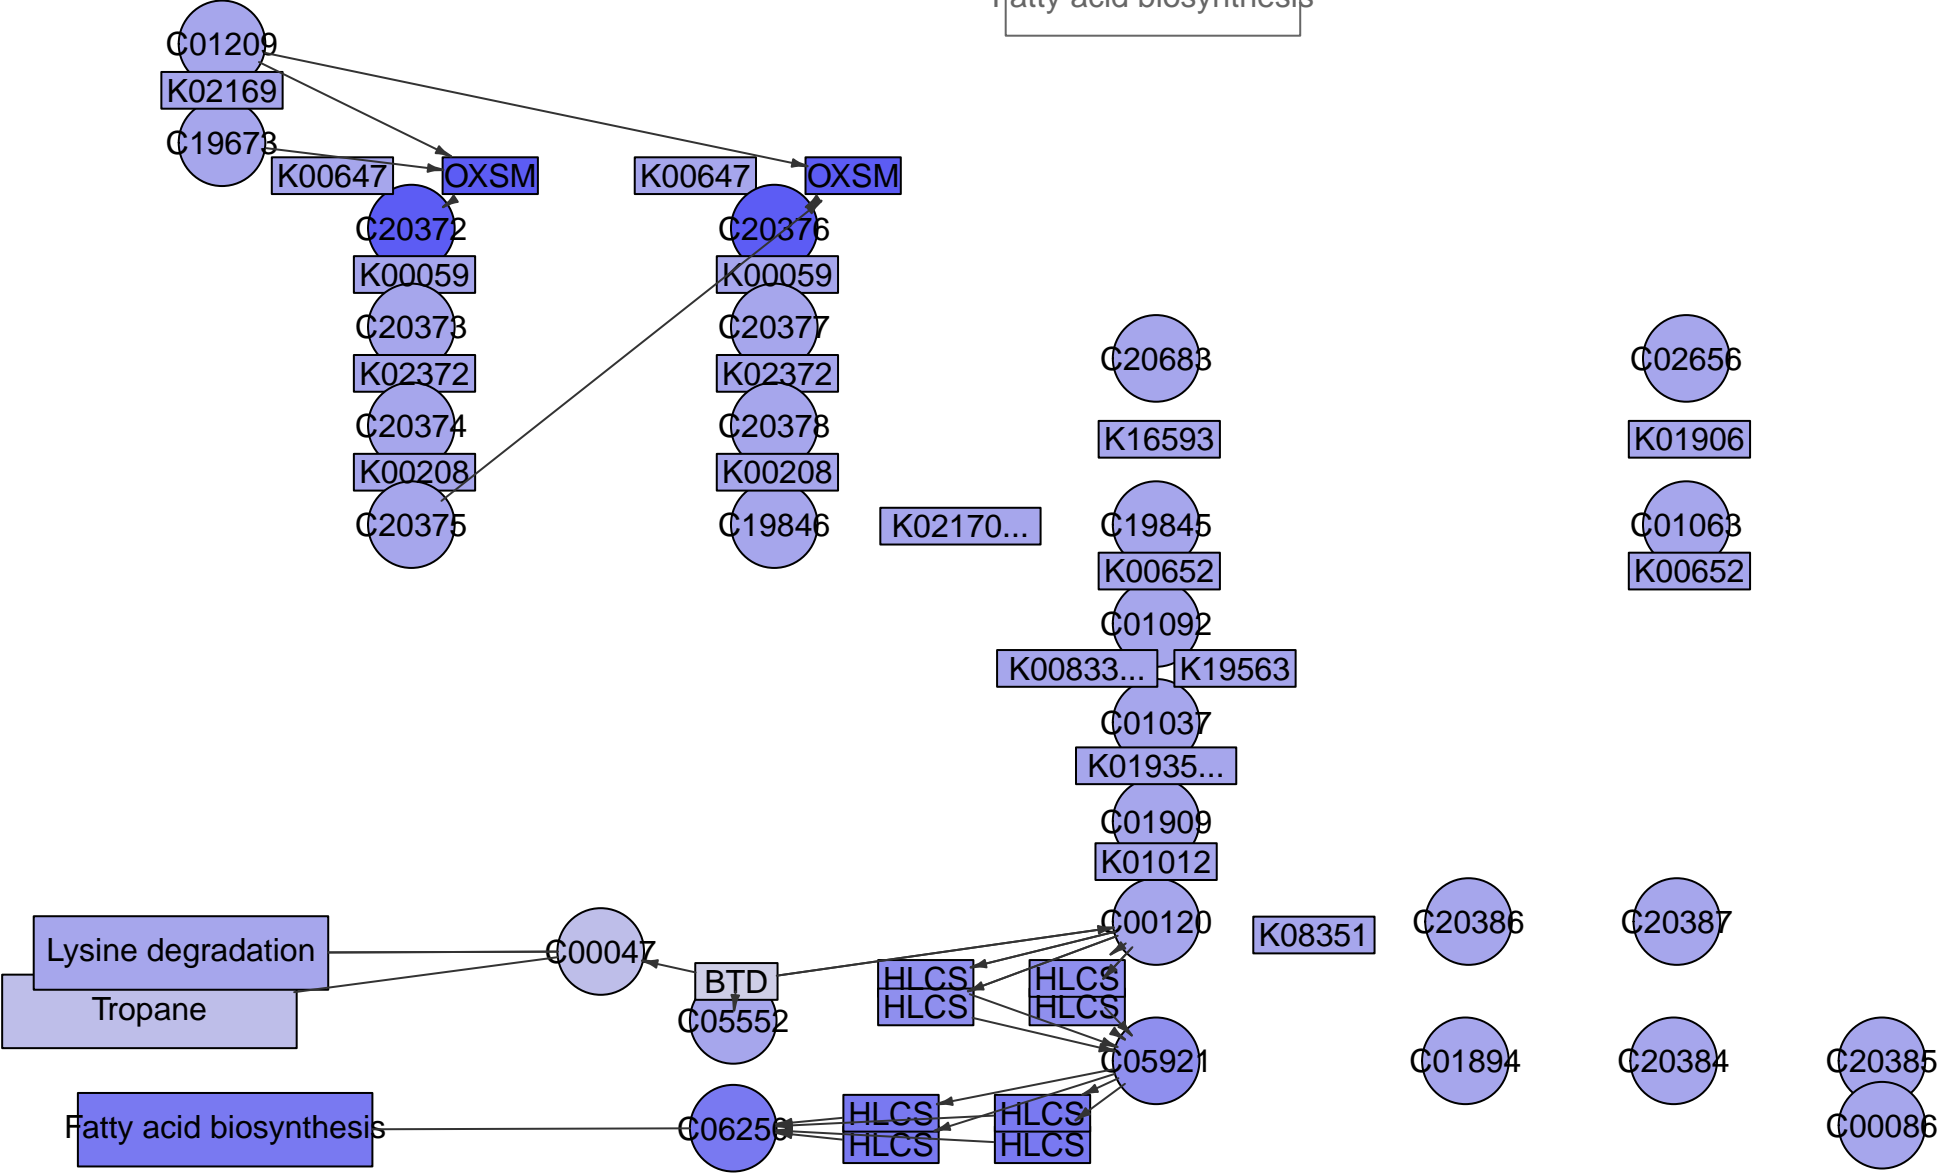 Fatty acid biosynthesis
C01209
K02169
C19673
K00647
OXSM
K00647
OXSM
C20372
C20376
K00059
K00059
C20373
C20377
C20683
C02656
K02372
K02372
C20374
C20378
K16593
K01906
K00208
K00208
C20375
C19846
K02170...
C19845
C01063
K00652
K00652
C01092
K00833...
K19563
C01037
K01935...
C01909
K01012
C00120
K08351
C20386
C20387
Lysine degradation
C00047
BTD
HLCS
HLCS
Tropane
HLCS
HLCS
C05552
C05921
C01894
C20384
C20385
Fatty acid biosynthesis
C06250
HLCS
HLCS
HLCS
HLCS
C00086